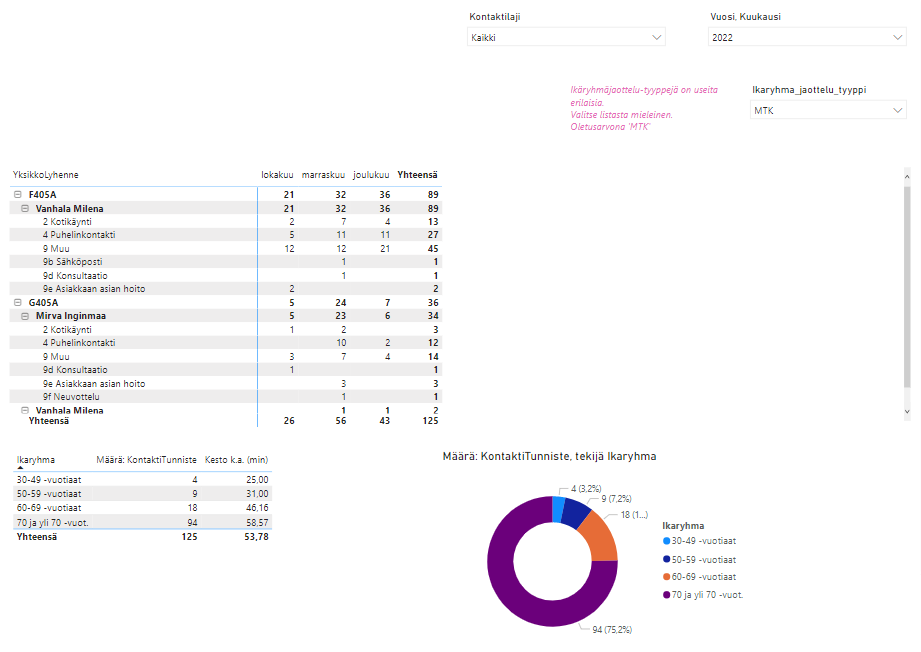 Kontaktilaji
Kaikki
Vuosi, Kuukausi
2022
Ikäryhmäjaottelu-tyyppejä on useita
erilaisia.
Valitse listasta mieleinen.
Oletusarvona 'MTK"
Ikaryhma_jaottelu_tyyppi
MTK
YksikkoLyhenne lokakuu marraskuu joulukuu Yhteensä
F405A 21 32 36 89
Vanhala Milena 21 32 36 89
2 Kotikäynti 2 7 4 13
4 Puhelinkontakti 5 11 11 27
9 Muu 12 12 21 45
9b Sähköposti 1 1
9d Konsultaatio 1 1
9e Asiakkaan asian hoito 2 2
G405A 5 24 7 36
Mirva Inginmaa 5 23 6 34
2 Kotikäynti 1 2 3
4 Puhelinkontakti 10 2 12
9 Muu 3 7 4 14
9d Konsultaatio 1 1
9e Asiakkaan asian hoito 3 3
9f Neuvottelu 1 1
Vanhala Milena 1 1 2
Yhteensä 26 56 43 125
Ikaryhma Määrä: KontaktiTunniste Kesto k.a. (min)
30-49 -vuotiaat 4 25,00
50-59 -vuotiaat 9 31,00
60-69 -vuotiaat 18 46,16
70 ja yli 70 -vuot. 94 58,57
Yhteensä 125 53,78
Määrä: KontaktiTunniste, tekijä Ikaryhma
4 (3,2%)
9 (7,2%)
18 (1...)
94 (75,2%)
Ikaryhma
30-49 -vuotiaat
50-59 -vuotiaat
60-69 -vuotiaat
70 ja yli 70 -vuot.